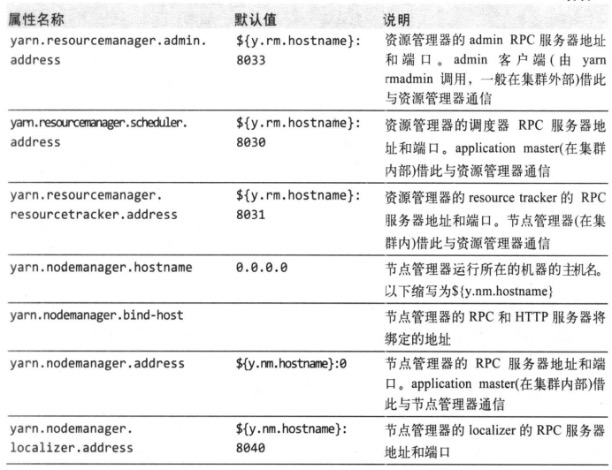 属性名称 默认值 说明
yarn.resourcemanager.admin. ${y.rm.hostname}: 资源管理器的 admin RPC 服务器地址
address 8033 和端口。admin 客户端(由 yarn
rmadmin 调用，一般在集群外部)借此
与资源管理器通信
yarn.resourcemanager.scheduler. ${y.rm.hostname}: 资源管理器的调度器 RPC 服务器地
address 8030 址和端口。application master(在集群
内部)借此与资源管理器通信
yarn.resourcemanager. ${y.rm.hostname}: 资源管理器的 resource tracker 的 RPC
resourcetracker.address 8031 服务器地址和端口。节点管理器(在集
群内)借此与资源管理器通信
yarn.nodemanager.hostname 0.0.0.0 节点管理器运行所在的机器的主机名。
以下缩写为${y.nm.hostname}
yarn.nodemanager.bind-host 节点管理器的 RPC 和 HTTP 服务器将
绑定的地址
yarn.nodemanager.address ${y.nm.hostname}:0 节点管理器的 RPC 服务器地址和端
口。application master(在集群内部)借
此与节点管理器通信
yarn.nodemanager. ${y.nm.hostname}: 节点管理器的 localizer 的 RPC 服务器
localizer.address 8040 地址和端口